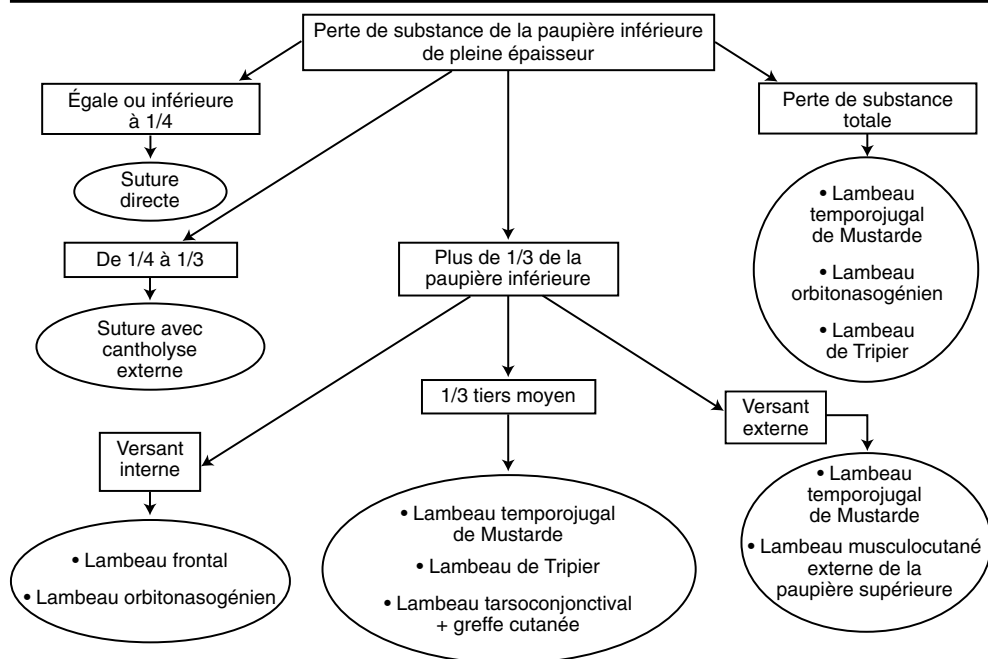 Perte de substance de la paupière inférieure
de pleine épaisseur
Égale ou inférieure
à 1/4
Suture
directe
De 1/4 à 1/3
Suture avec
cantholyse
externe
Plus de 1/3 de la
paupière inférieure
Versant
interne
• Lambeau frontal
• Lambeau orbitonasogénien
1/3 tiers moyen
• Lambeau temporojugal
de Mustarde
• Lambeau de Tripier
• Lambeau tarsoconjonctival
+ greffe cutanée
Versant
externe
• Lambeau
temporojugal
de Mustarde
• Lambeau musculocutané
externe de la
paupière supérieure
Perte de substance
totale
• Lambeau
temporojugal
de Mustarde
• Lambeau
orbitonasogénien
• Lambeau
de Tripier